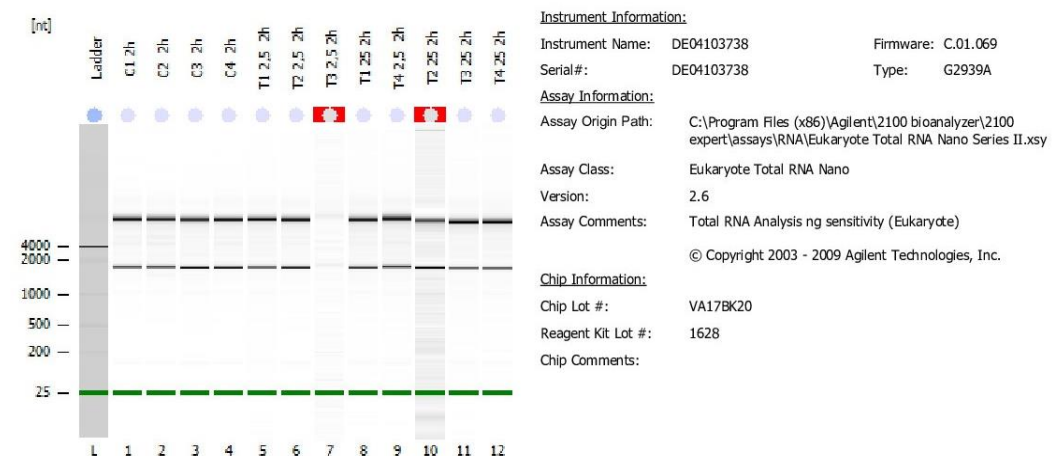 [nt]
Ladder
C1 2h
C2 2h
C3 2h
C4 2h
T1 2,5 2h
T2 2,5 2h
T3 2,5 2h
T1 25 2h
T4 2,5 2h
T2 25 2h
T3 25 2h
T4 25 2h
4000
2000
1000
500
200
25
L 1 2 3 4 5 6 7 8 9 10 11 12
Instrument Information:
Instrument Name: DE04103738 Firmware: C.01.069
Serial#: DE04103738 Type: G2939A
Assay Information:
Assay Origin Path: C:\Program Files (x86)\Agilent\2100 bioanalyzer\2100
expert\assays\RNA\Eukaryote Total RNA Nano Series II.xsy
Assay Class: Eukaryote Total RNA Nano
Version: 2.6
Assay Comments: Total RNA Analysis ng sensitivity (Eukaryote)
© Copyright 2003 - 2009 Agilent Technologies, Inc.
Chip Information:
Chip Lot #: VA17BK20
Reagent Kit Lot #: 1628
Chip Comments: